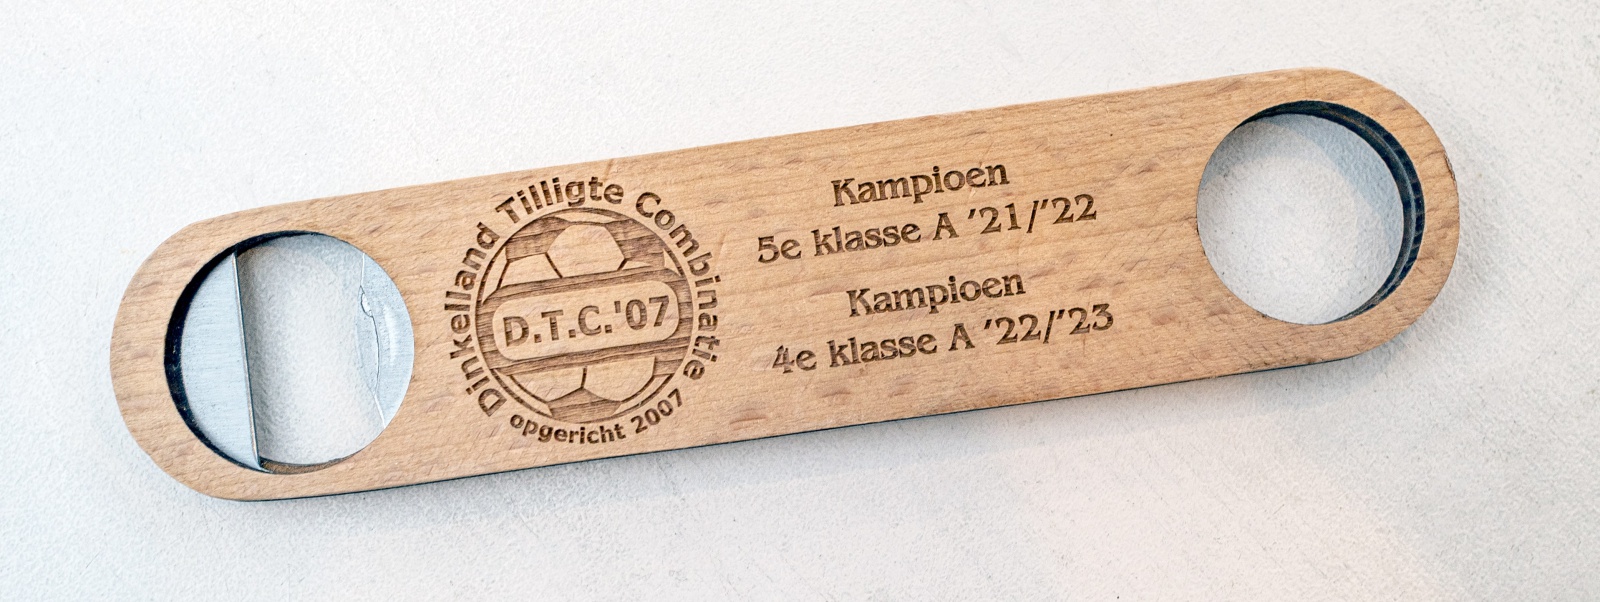 Dinkelland Tilligte Combinatie
D.T.C.'07
opgericht 2007
Kampioen
5e klasse A '21/'22
Kampioen
4e klasse A '22/'23